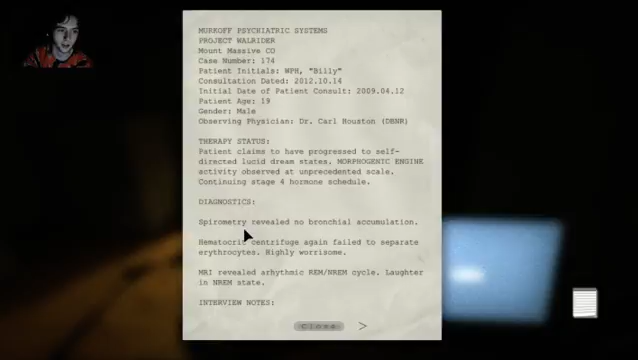 MURKOFF PSYCHIATRIC SYSTEMS
PROJECT WALRIDER
Mount Massive CO
Case Number: 174
Patient Initials: WPH, "Billy"
Consultation Dated: 2012.10.14
Initial Date of Patient Consult: 2009.04.12
Patient Age: 19
Gender: Male
Observing Physician: Dr. Carl Houston (DBNR)
THERAPY STATUS:
Patient claims to have progressed to self-
directed lucid dream states. MORPHOGENIC ENGINE
activity observed at unprecedented scale.
Continuing stage 4 hormone schedule.
DIAGNOSTICS:
Spirometry revealed no bronchial accumulation.
Hematocrit centrifuge again failed to separate
erythrocytes. Highly worrisome.
MRI revealed arhythmic REM/NREM cycle. Laughter
in NREM state.
INTERVIEW NOTES:
Close >